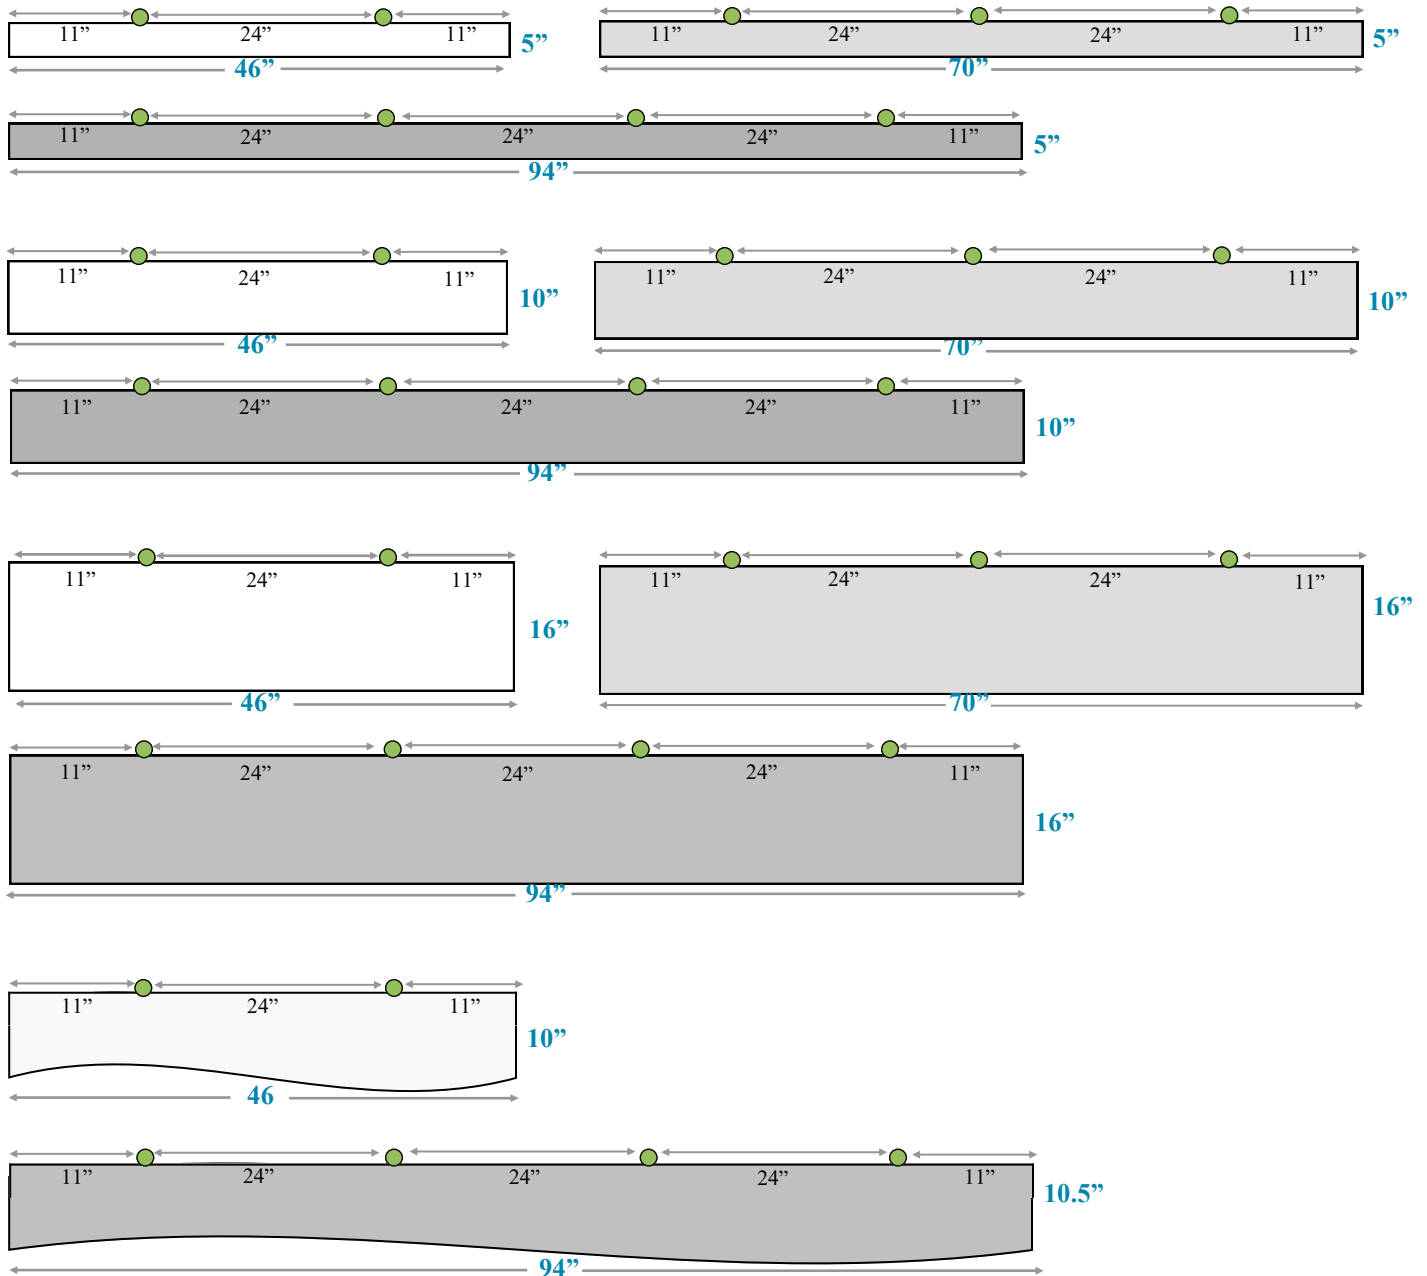 11” 24” 11” 5”
46”
11” 24” 24” 11” 5”
70”
11” 24” 24” 24” 11” 5”
94”
11” 24” 11” 10”
46”
11” 24” 24” 11” 10”
70”
11” 24” 24” 24” 11” 10”
94”
11” 24” 11” 16”
46”
11” 24” 24” 11” 16”
70”
11” 24” 24” 24” 11” 16”
94”
11” 24” 11” 10”
46
11” 24” 24” 24” 11” 10.5”
94”